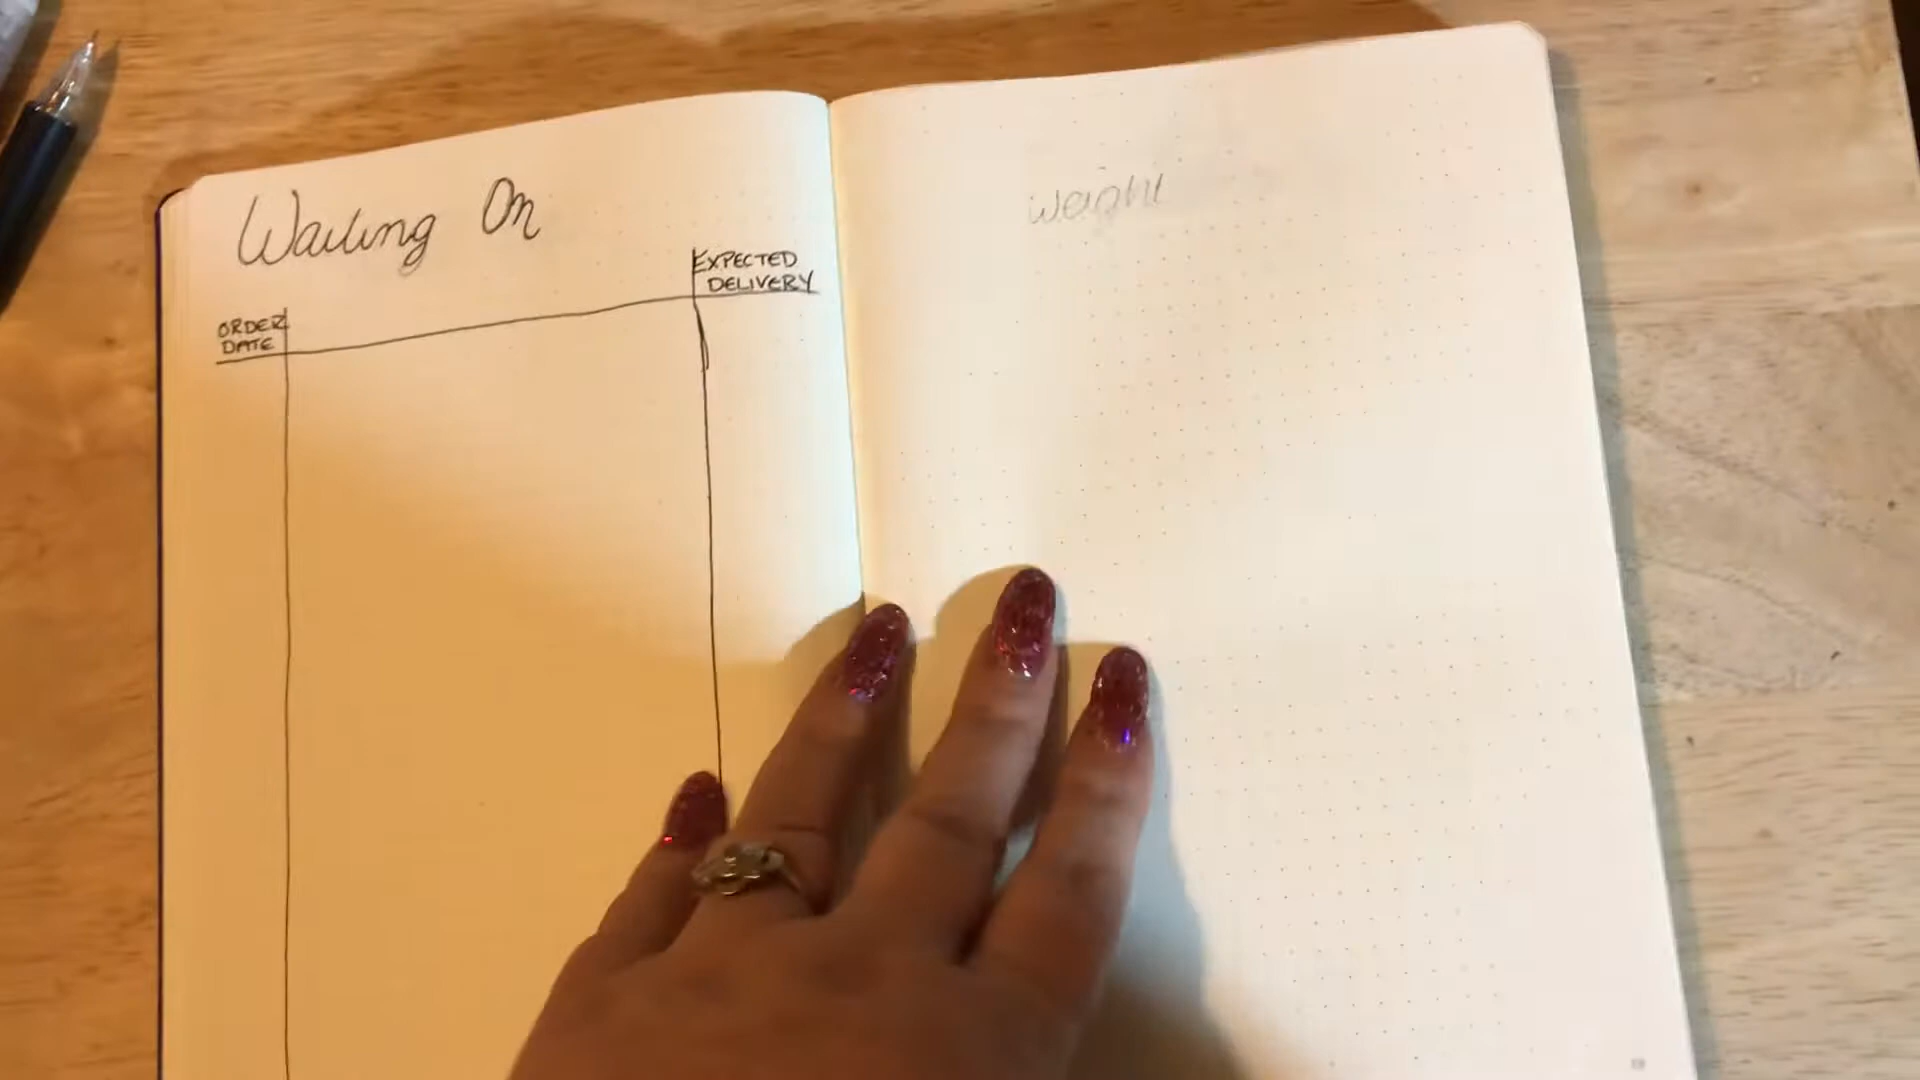 Waiting On
EXPECTED
DELIVERY
ORDER
DATE
Weight